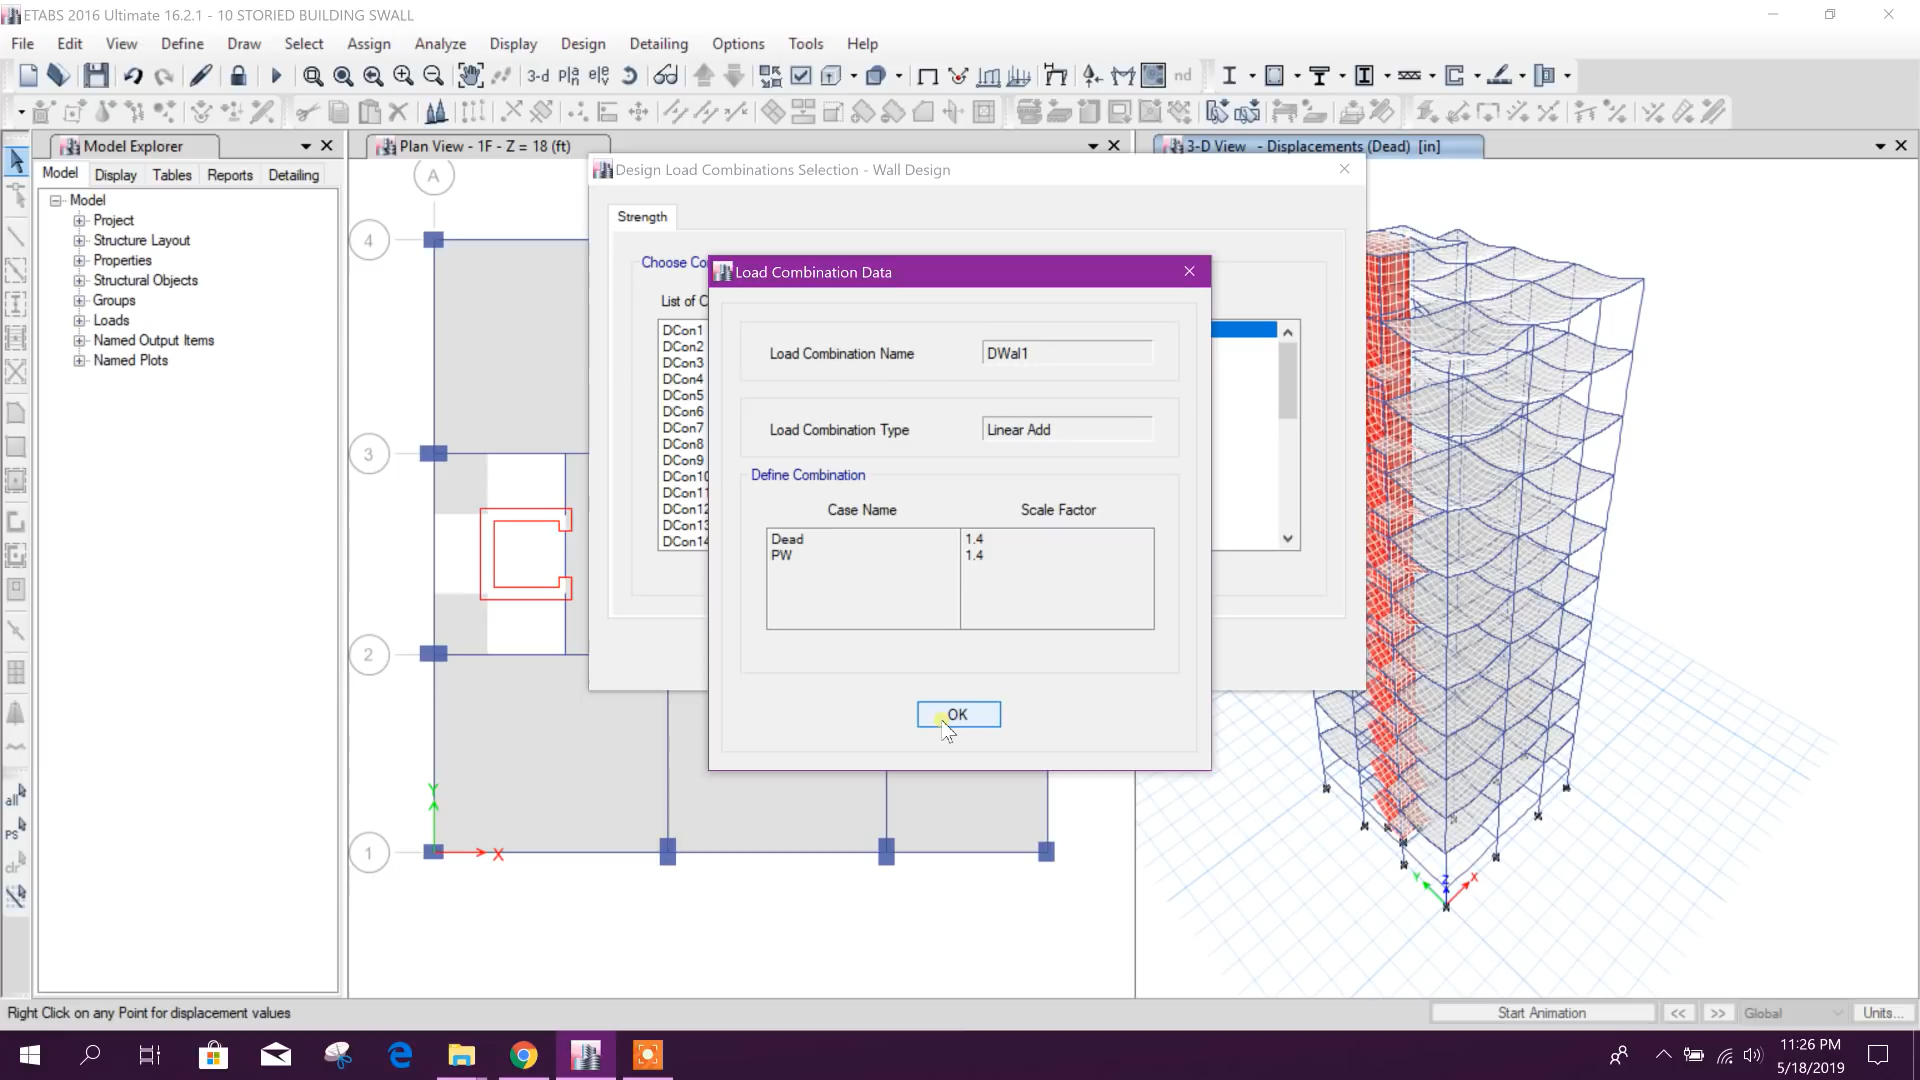 ETABS 2016 Ultimate 16.2.1 - 10 STORIED BUILDING SWALL
File Edit View Define Draw Select Assign Analyze Display Design Detailing Options Tools Help
3-d
nd
Model Explorer
Plan View - 1F - Z = 18 (ft)
3-D View - Displacements (Dead) [in]
Model Display Tables Reports Detailing
Model
Project
Structure Layout
Properties
Structural Objects
Groups
Loads
Named Output Items
Named Plots
A
4
3
2
1
Y
X
Design Load Combinations Selection - Wall Design
Strength
Choose Co
List of C
DCon1
DCon2
DCon3
DCon4
DCon5
DCon6
DCon7
DCon8
DCon9
DCon10
DCon11
DCon12
DCon13
DCon14
Load Combination Data
Load Combination Name DWal1
Load Combination Type Linear Add
Define Combination
Case Name Scale Factor
Dead 1.4
PW 1.4
OK
Y
Z
X
all
PS
clr
Right Click on any Point for displacement values
Start Animation << >> Global Units...
11:26 PM
5/18/2019